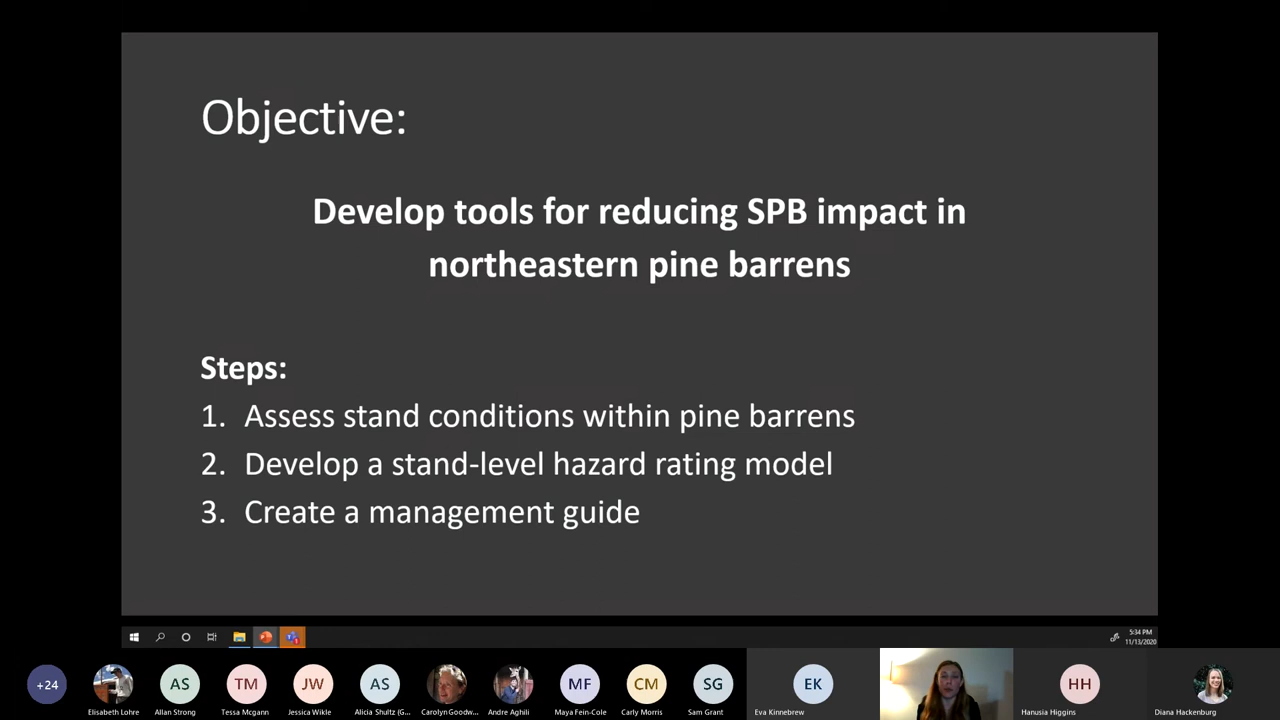 Objective:
Develop tools for reducing SPB impact in
northeastern pine barrens
Steps:
1. Assess stand conditions within pine barrens
2. Develop a stand-level hazard rating model
3. Create a management guide
5:34 PM
11/13/2020
+24
AS
TM
JW
AS
MF
CM
SG
EK
HH
Elisabeth Lohre
Allan Strong
Tessa Mcgann
Jessica Wikle
Alicia Shultz (G...
Carolyn Goodw...
Andre Aghili
Maya Fein-Cole
Carly Morris
Sam Grant
Eva Kinnebrew
Hanusia Higgins
Diana Hackenburg